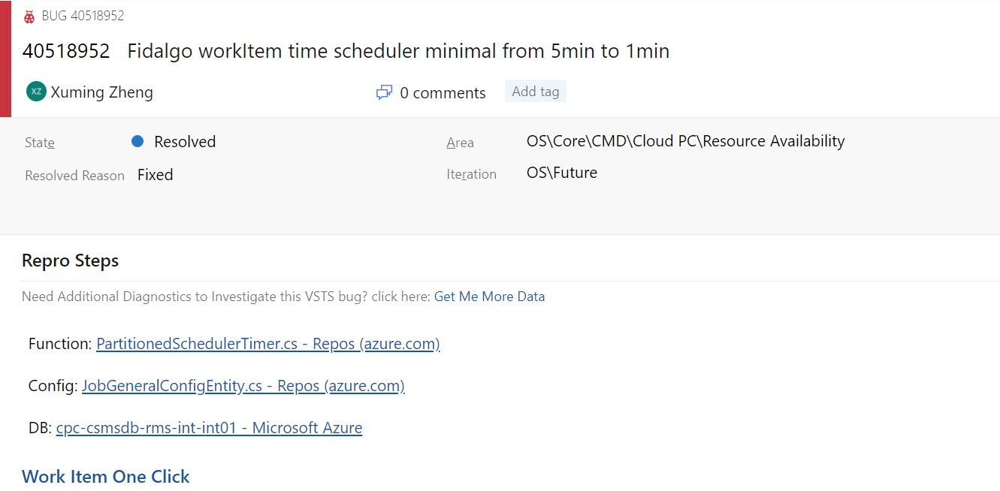 BUG 40518952
40518952 Fidalgo workItem time scheduler minimal from 5min to 1min
XZ Xuming Zheng 0 comments Add tag
State Resolved Area OS\Core\CMD\Cloud PC\Resource Availability
Resolved Reason Fixed Iteration OS\Future
Repro Steps
Need Additional Diagnostics to Investigate this VSTS bug? click here: Get Me More Data
Function: PartitionedSchedulerTimer.cs - Repos (azure.com)
Config: JobGeneralConfigEntity.cs - Repos (azure.com)
DB: cpc-csmsdb-rms-int-int01 - Microsoft Azure
Work Item One Click